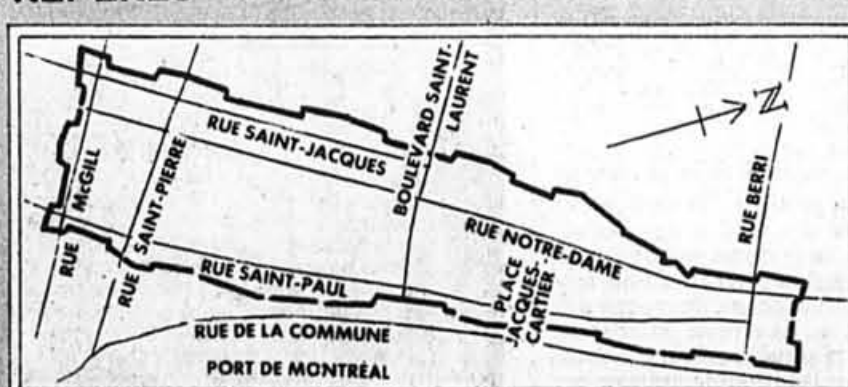 RUE SAINT-JACQUES
BOULEVARD SAINT-
LAURENT
N
RUE McGILL
RUE SAINT-PIERRE
RUE BERRI
RUE NOTRE-DAME
RUE SAINT-PAUL
PLACE
JACQUES-
CARTIER
RUE DE LA COMMUNE
PORT DE MONTRÉAL